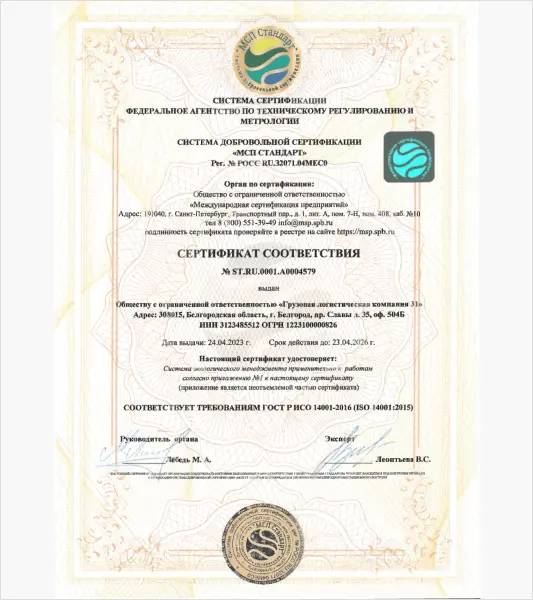 "МСП Стандарт"
СИСТЕМА СЕРТИФИКАЦИИ
ФЕДЕРАЛЬНОЕ АГЕНТСТВО ПО ТЕХНИЧЕСКОМУ РЕГУЛИРОВАНИЮ И
МЕТРОЛОГИИ
СИСТЕМА ДОБРОВОЛЬНОЙ СЕРТИФИКАЦИИ
«МСП СТАНДАРТ»
Рег. № РОСС RU.32071.04МЕС0
Орган по сертификации:
Общество с ограниченной ответственностью
«Международная сертификация предприятий»
Адрес: 191040, г. Санкт-Петербург, Транспортный пер., д. 1, лит. А, пом. 7-Н, пом. 408, каб. №10
тел 8 (800) 551-39-49 info@msp.spb.ru
подлинность сертификата проверяйте в реестре на сайте https://msp.spb.ru
СЕРТИФИКАТ СООТВЕТСТВИЯ
№ ST.RU.0001.A0004579
выдан
Обществу с ограниченной ответственностью «Грузовая логистическая компания 31»
Адрес: 308015, Белгородская область, г. Белгород, пр. Славы д. 35, оф. 504Б
ИНН 3123485512 ОГРН 1223100000826
Дата выдачи: 24.04.2023 г. Срок действия до: 23.04.2026 г.
Настоящий сертификат удостоверяет:
Система экологического менеджмента применительно к работам
согласно приложению №1 к настоящему сертификату
(приложение является неотъемлемой частью сертификата)
СООТВЕТСТВУЕТ ТРЕБОВАНИЯМ ГОСТ Р ИСО 14001-2016 (ISO 14001:2015)
Руководитель органа Эксперт
Лебедь М. А. Леонтьева В.С.
МСП Стандарт